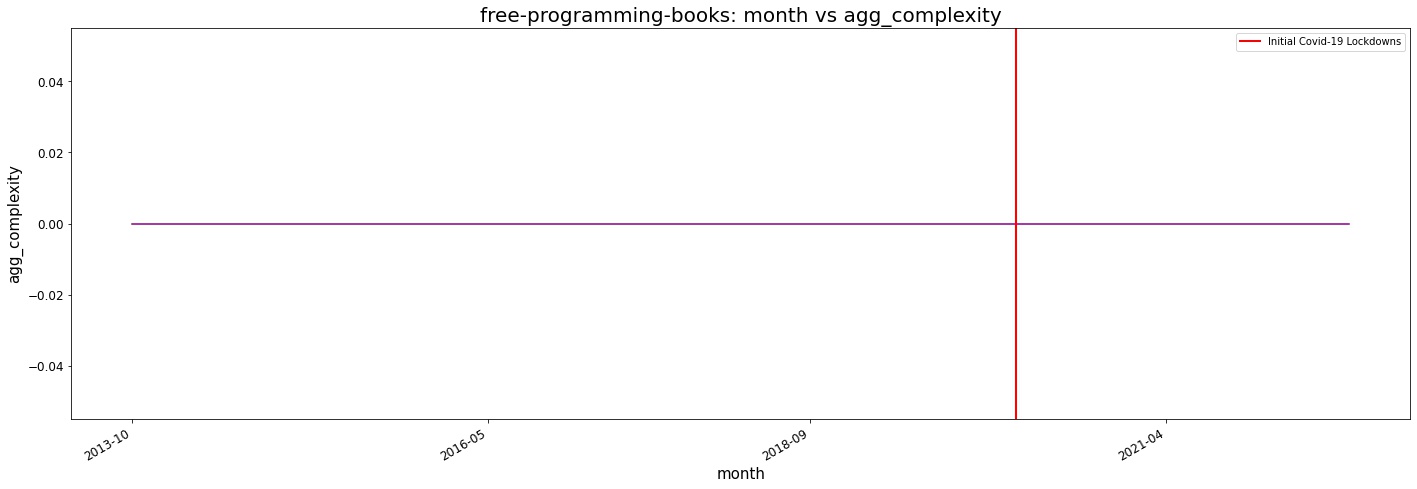 free-programming-books: month vs agg_complexity
Initial Covid-19 Lockdowns
0.04
0.02
0.00
−0.02
−0.04
agg_complexity
2013-10
2016-05
2018-09
2021-04
month